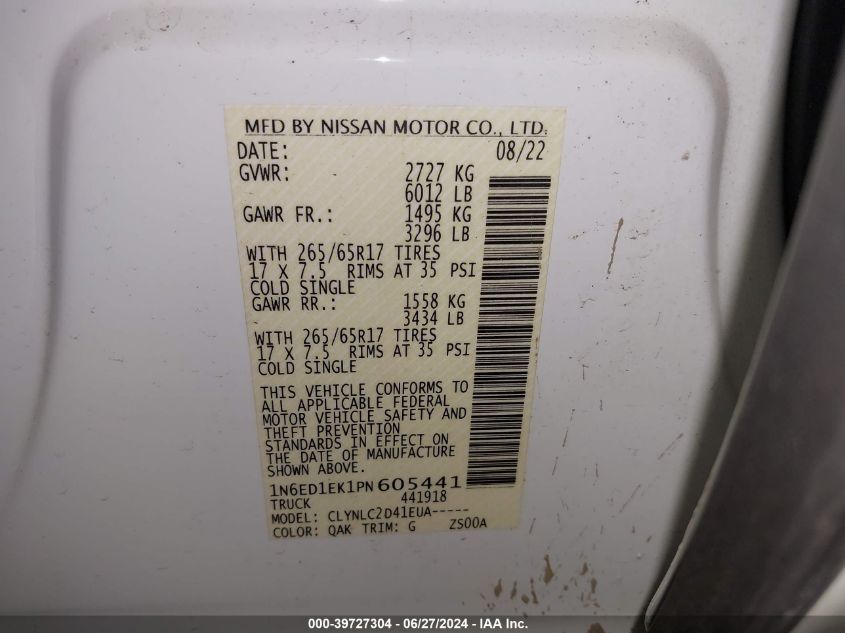 MFD BY NISSAN MOTOR CO., LTD.
DATE: 08/22
GVWR: 2727 KG
6012 LB
GAWR FR.: 1495 KG
3296 LB
WITH 265/65R17 TIRES
17 X 7.5 RIMS AT 35 PSI
COLD SINGLE
GAWR RR.: 1558 KG
3434 LB
WITH 265/65R17 TIRES
17 X 7.5 RIMS AT 35 PSI
COLD SINGLE
THIS VEHICLE CONFORMS TO
ALL APPLICABLE FEDERAL
MOTOR VEHICLE SAFETY AND
THEFT PREVENTION
STANDARDS IN EFFECT ON
THE DATE OF MANUFACTURE
SHOWN ABOVE.
1N6ED1EK1PN605441
TRUCK 441918
MODEL: CLYNLC2D41EUA-----
COLOR: QAK TRIM: G ZS00A
000-39727304 - 06/27/2024 - IAA Inc.